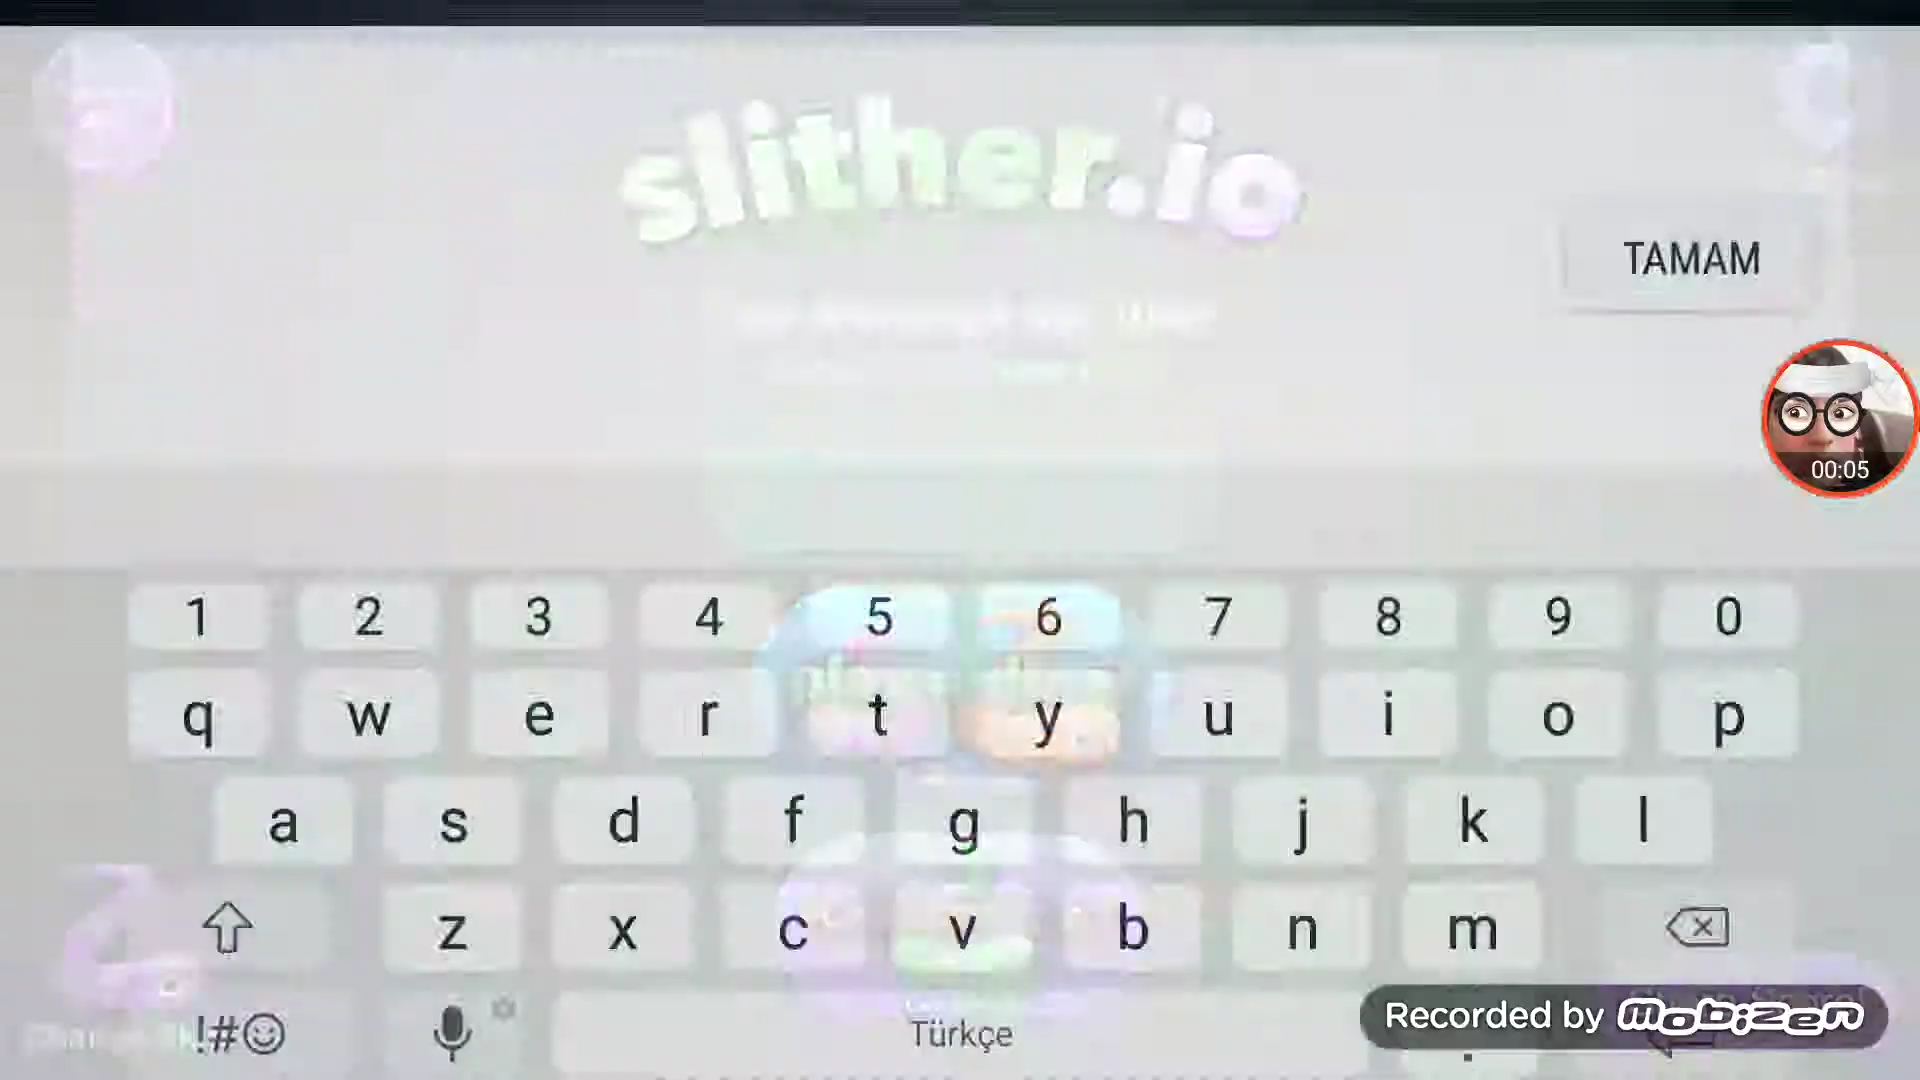 slither.io
TAMAM
00:05
1 2 3 4 5 6 7 8 9 0
q w e r t y u i o p
a s d f g h j k l
z x c v b n m
!#☺ Türkçe .
Recorded by Mobizen